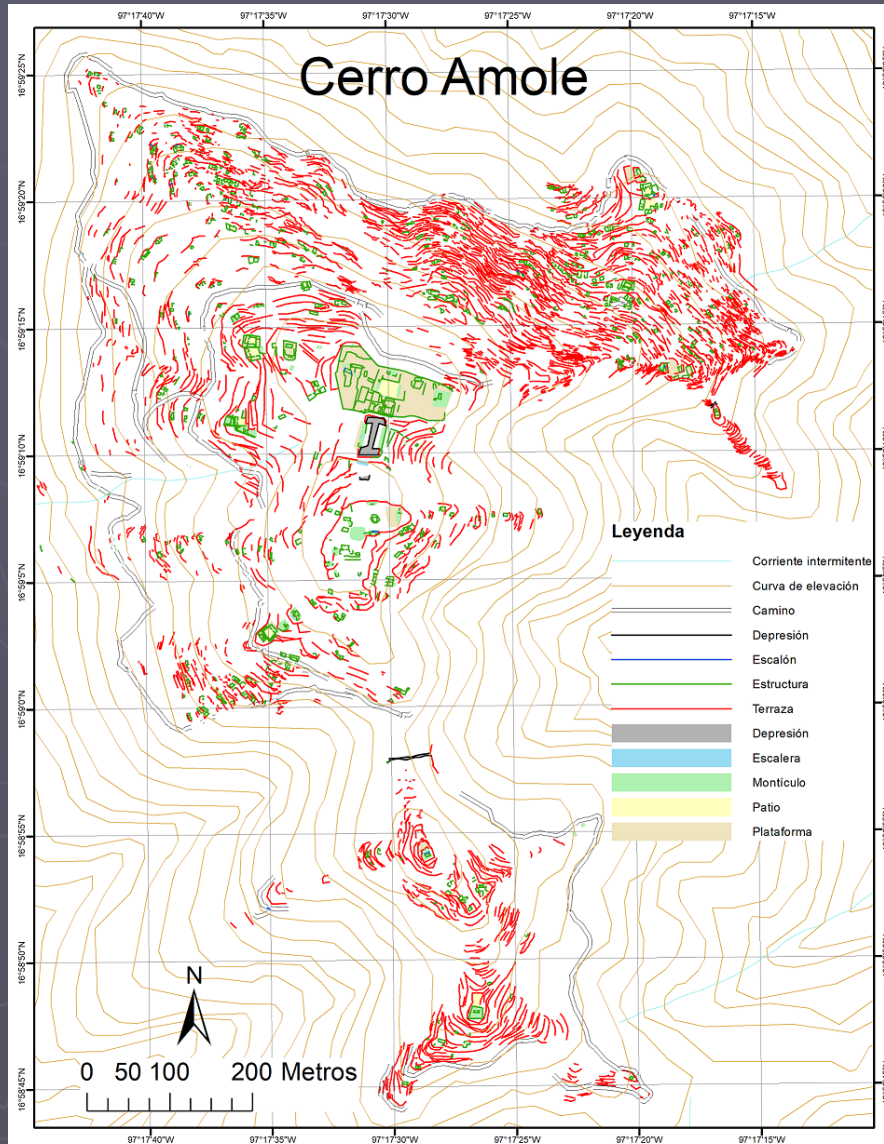 97°17'40"W 97°17'35"W 97°17'30"W 97°17'25"W 97°17'20"W 97°17'15"W
Cerro Amole
16°59'25"N
16°59'20"N
16°59'15"N
16°59'10"N
16°59'5"N
16°59'0"N
16°58'55"N
16°58'50"N
16°58'45"N
Leyenda
Corriente intermitente
Curva de elevación
Camino
Depresión
Escalón
Estructura
Terraza
Depresión
Escalera
Montículo
Patio
Plataforma
N
0 50 100 200 Metros
97°17'40"W 97°17'35"W 97°17'30"W 97°17'25"W 97°17'20"W 97°17'15"W